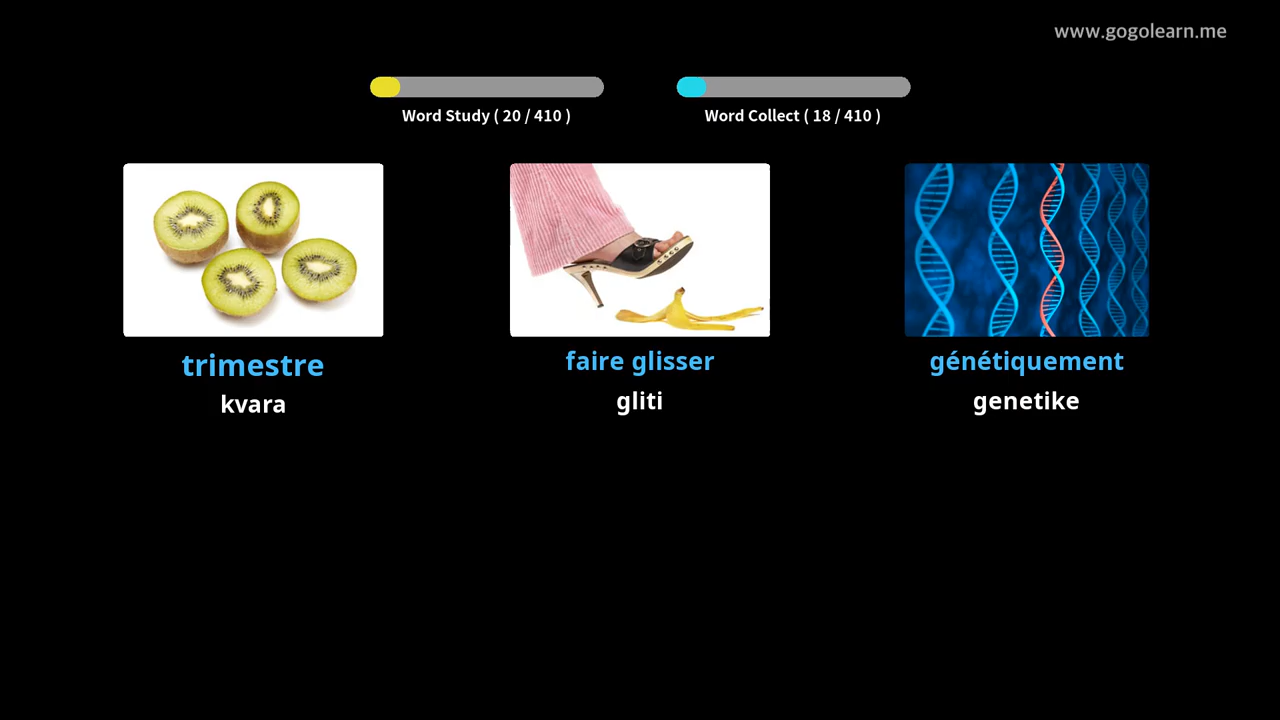 www.gogolearn.me
Word Study ( 20 / 410 )
Word Collect ( 18 / 410 )
trimestre
kvara
faire glisser
gliti
génétiquement
genetike